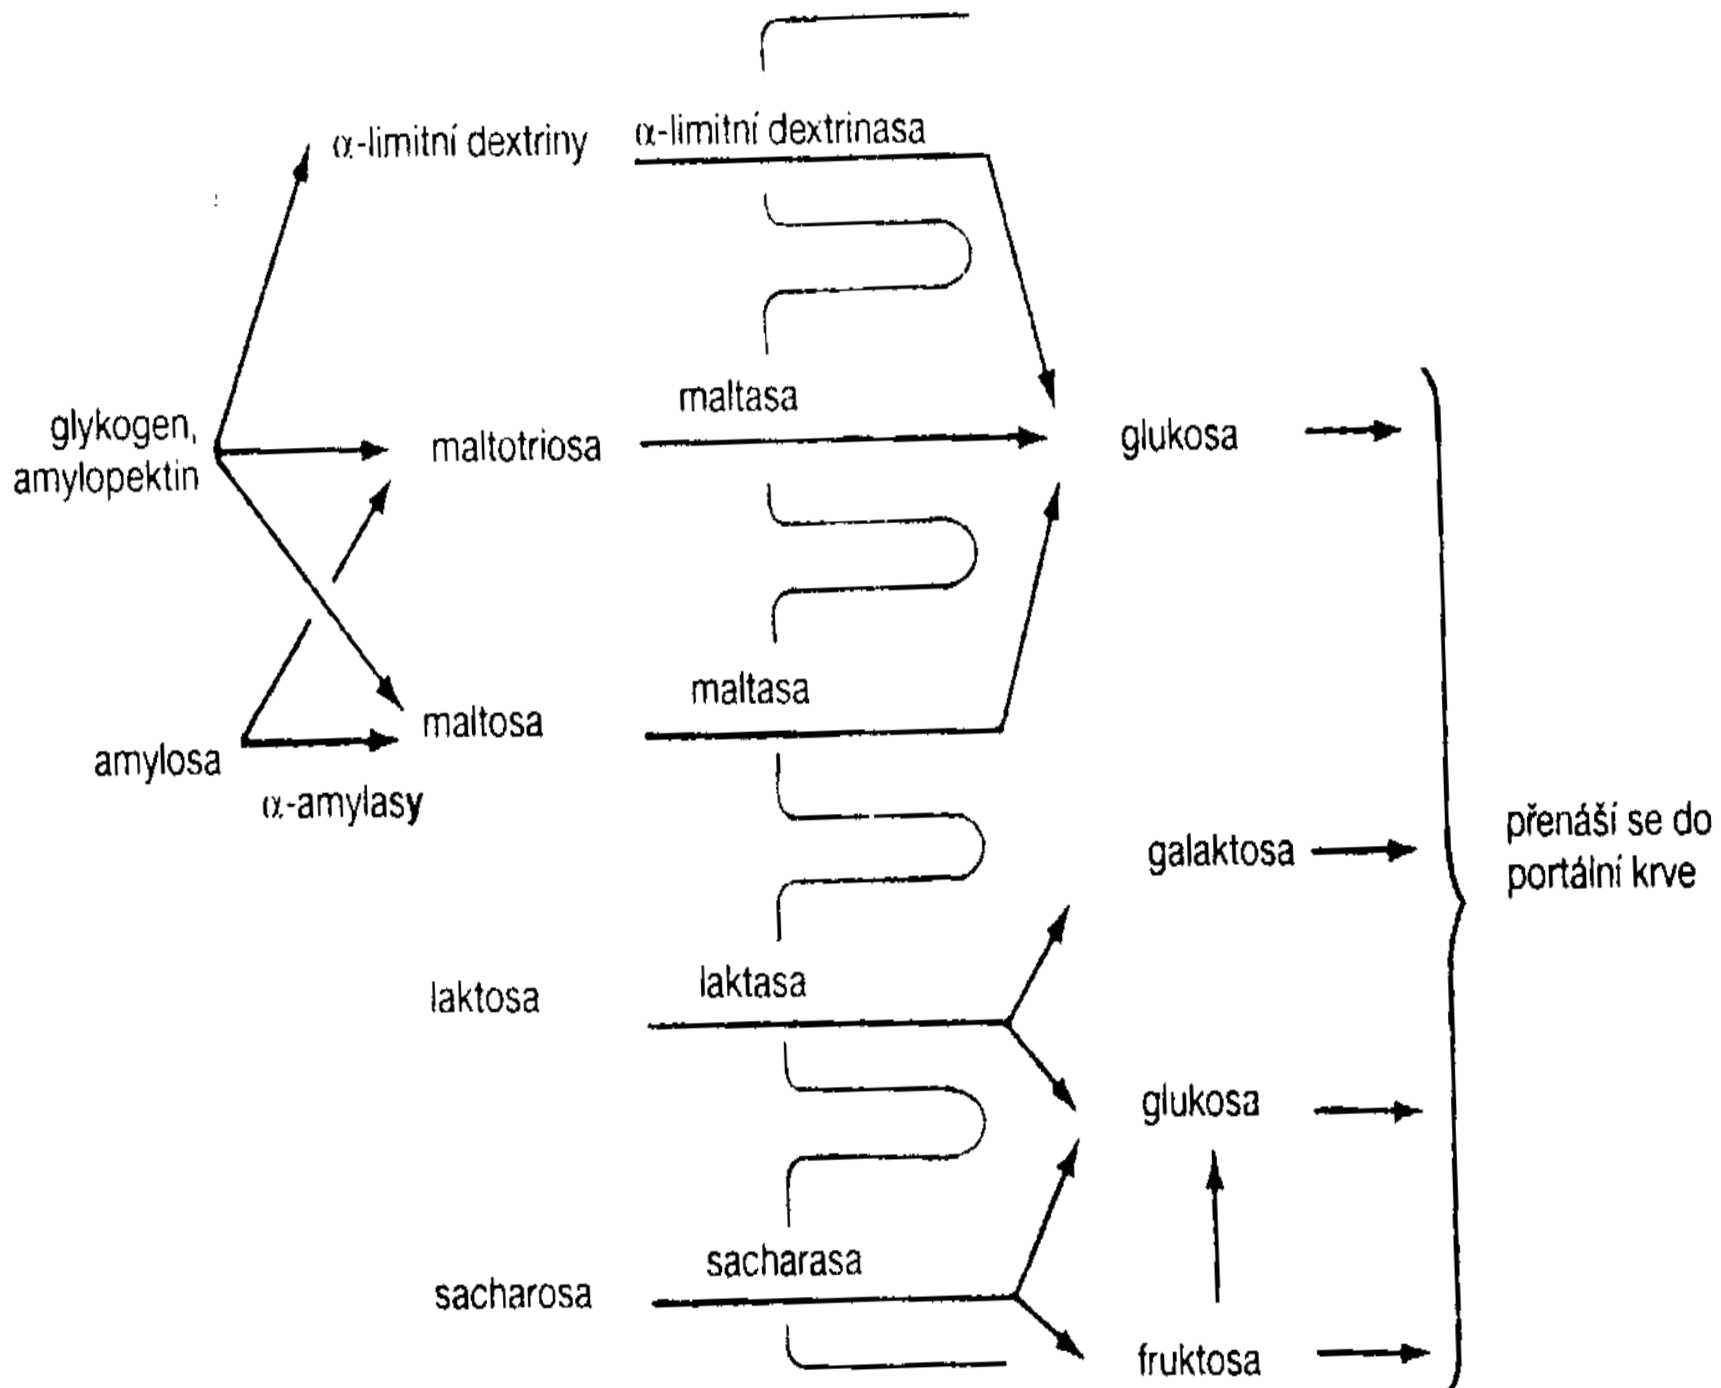 α-limitní dextriny
α-limitní dextrinasa
glykogen,
amylopektin
maltotriosa
maltasa
glukosa
amylosa
maltosa
maltasa
α-amylasy
galaktosa
přenáší se do
portální krve
laktosa
laktasa
glukosa
sacharosa
sacharasa
fruktosa